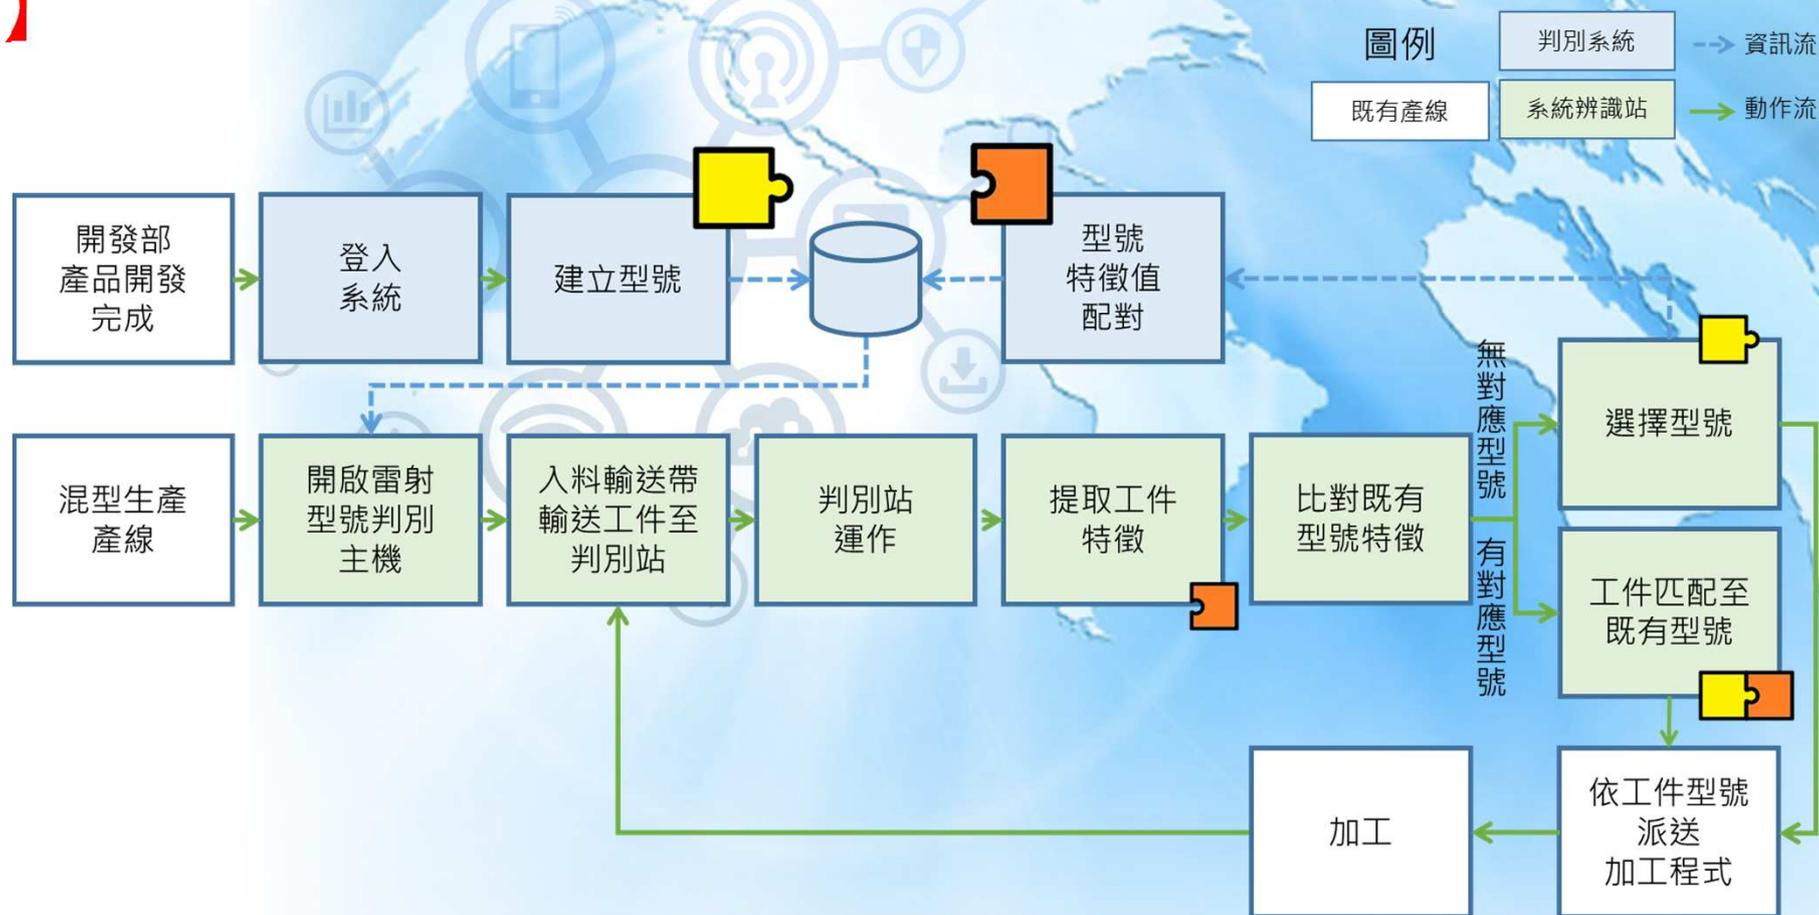 】
圖例
判別系統
資訊流
既有產線
系統辨識站
動作流
開發部
產品開發
完成
登入
系統
建立型號
型號
特徵值
配對
混型生產
產線
開啟雷射
型號判別
主機
入料輸送帶
輸送工件至
判別站
判別站
運作
提取工件
特徵
比對既有
型號特徵
無對應型號
有對應型號
選擇型號
工件匹配至
既有型號
加工
依工件型號
派送
加工程式